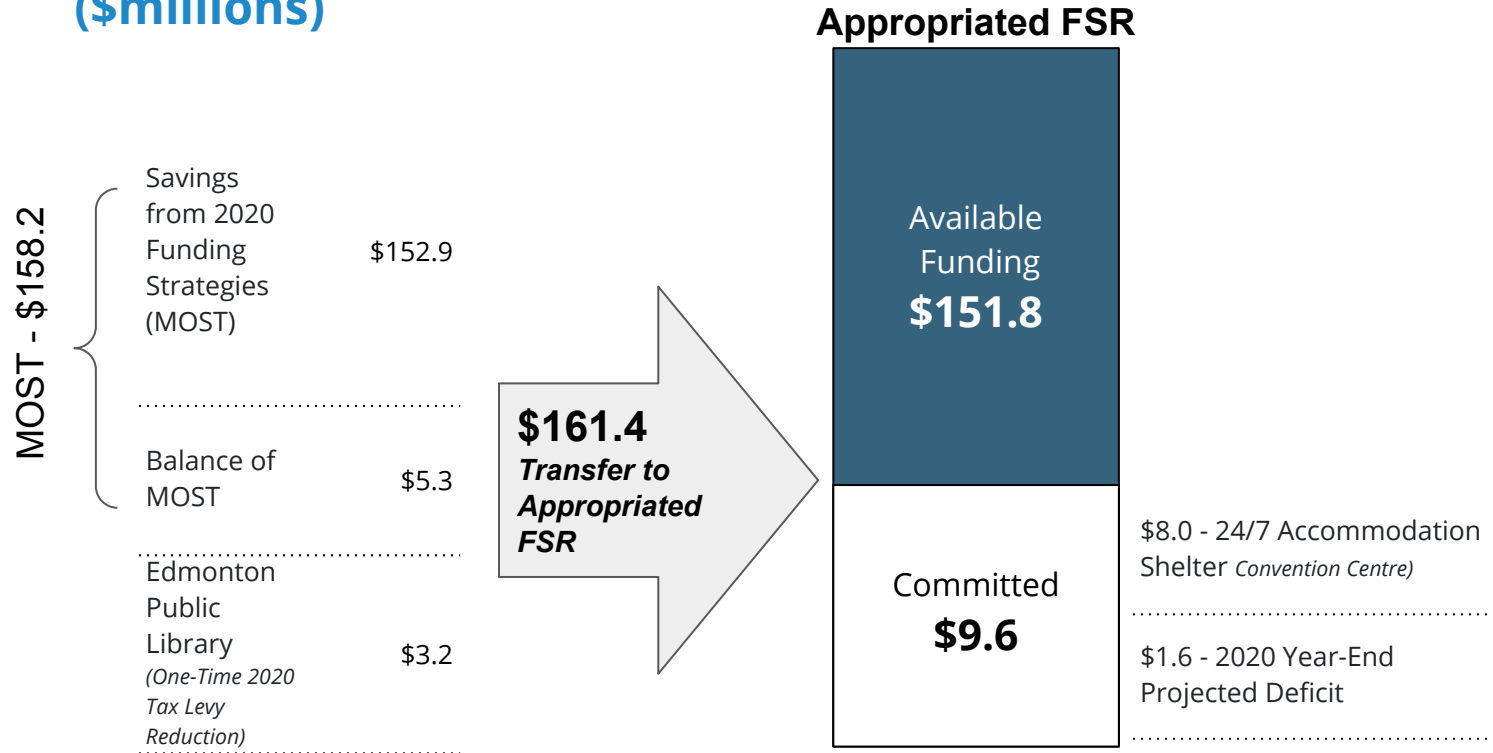 ($millions)
Appropriated FSR
MOST - $158.2
Savings
from 2020
Funding
Strategies
(MOST)
$152.9
Balance of
MOST
$5.3
Edmonton
Public
Library
(One-Time 2020
Tax Levy
Reduction)
$3.2
$161.4
Transfer to
Appropriated
FSR
Available
Funding
$151.8
Committed
$9.6
$8.0 - 24/7 Accommodation
Shelter Convention Centre)
$1.6 - 2020 Year-End
Projected Deficit